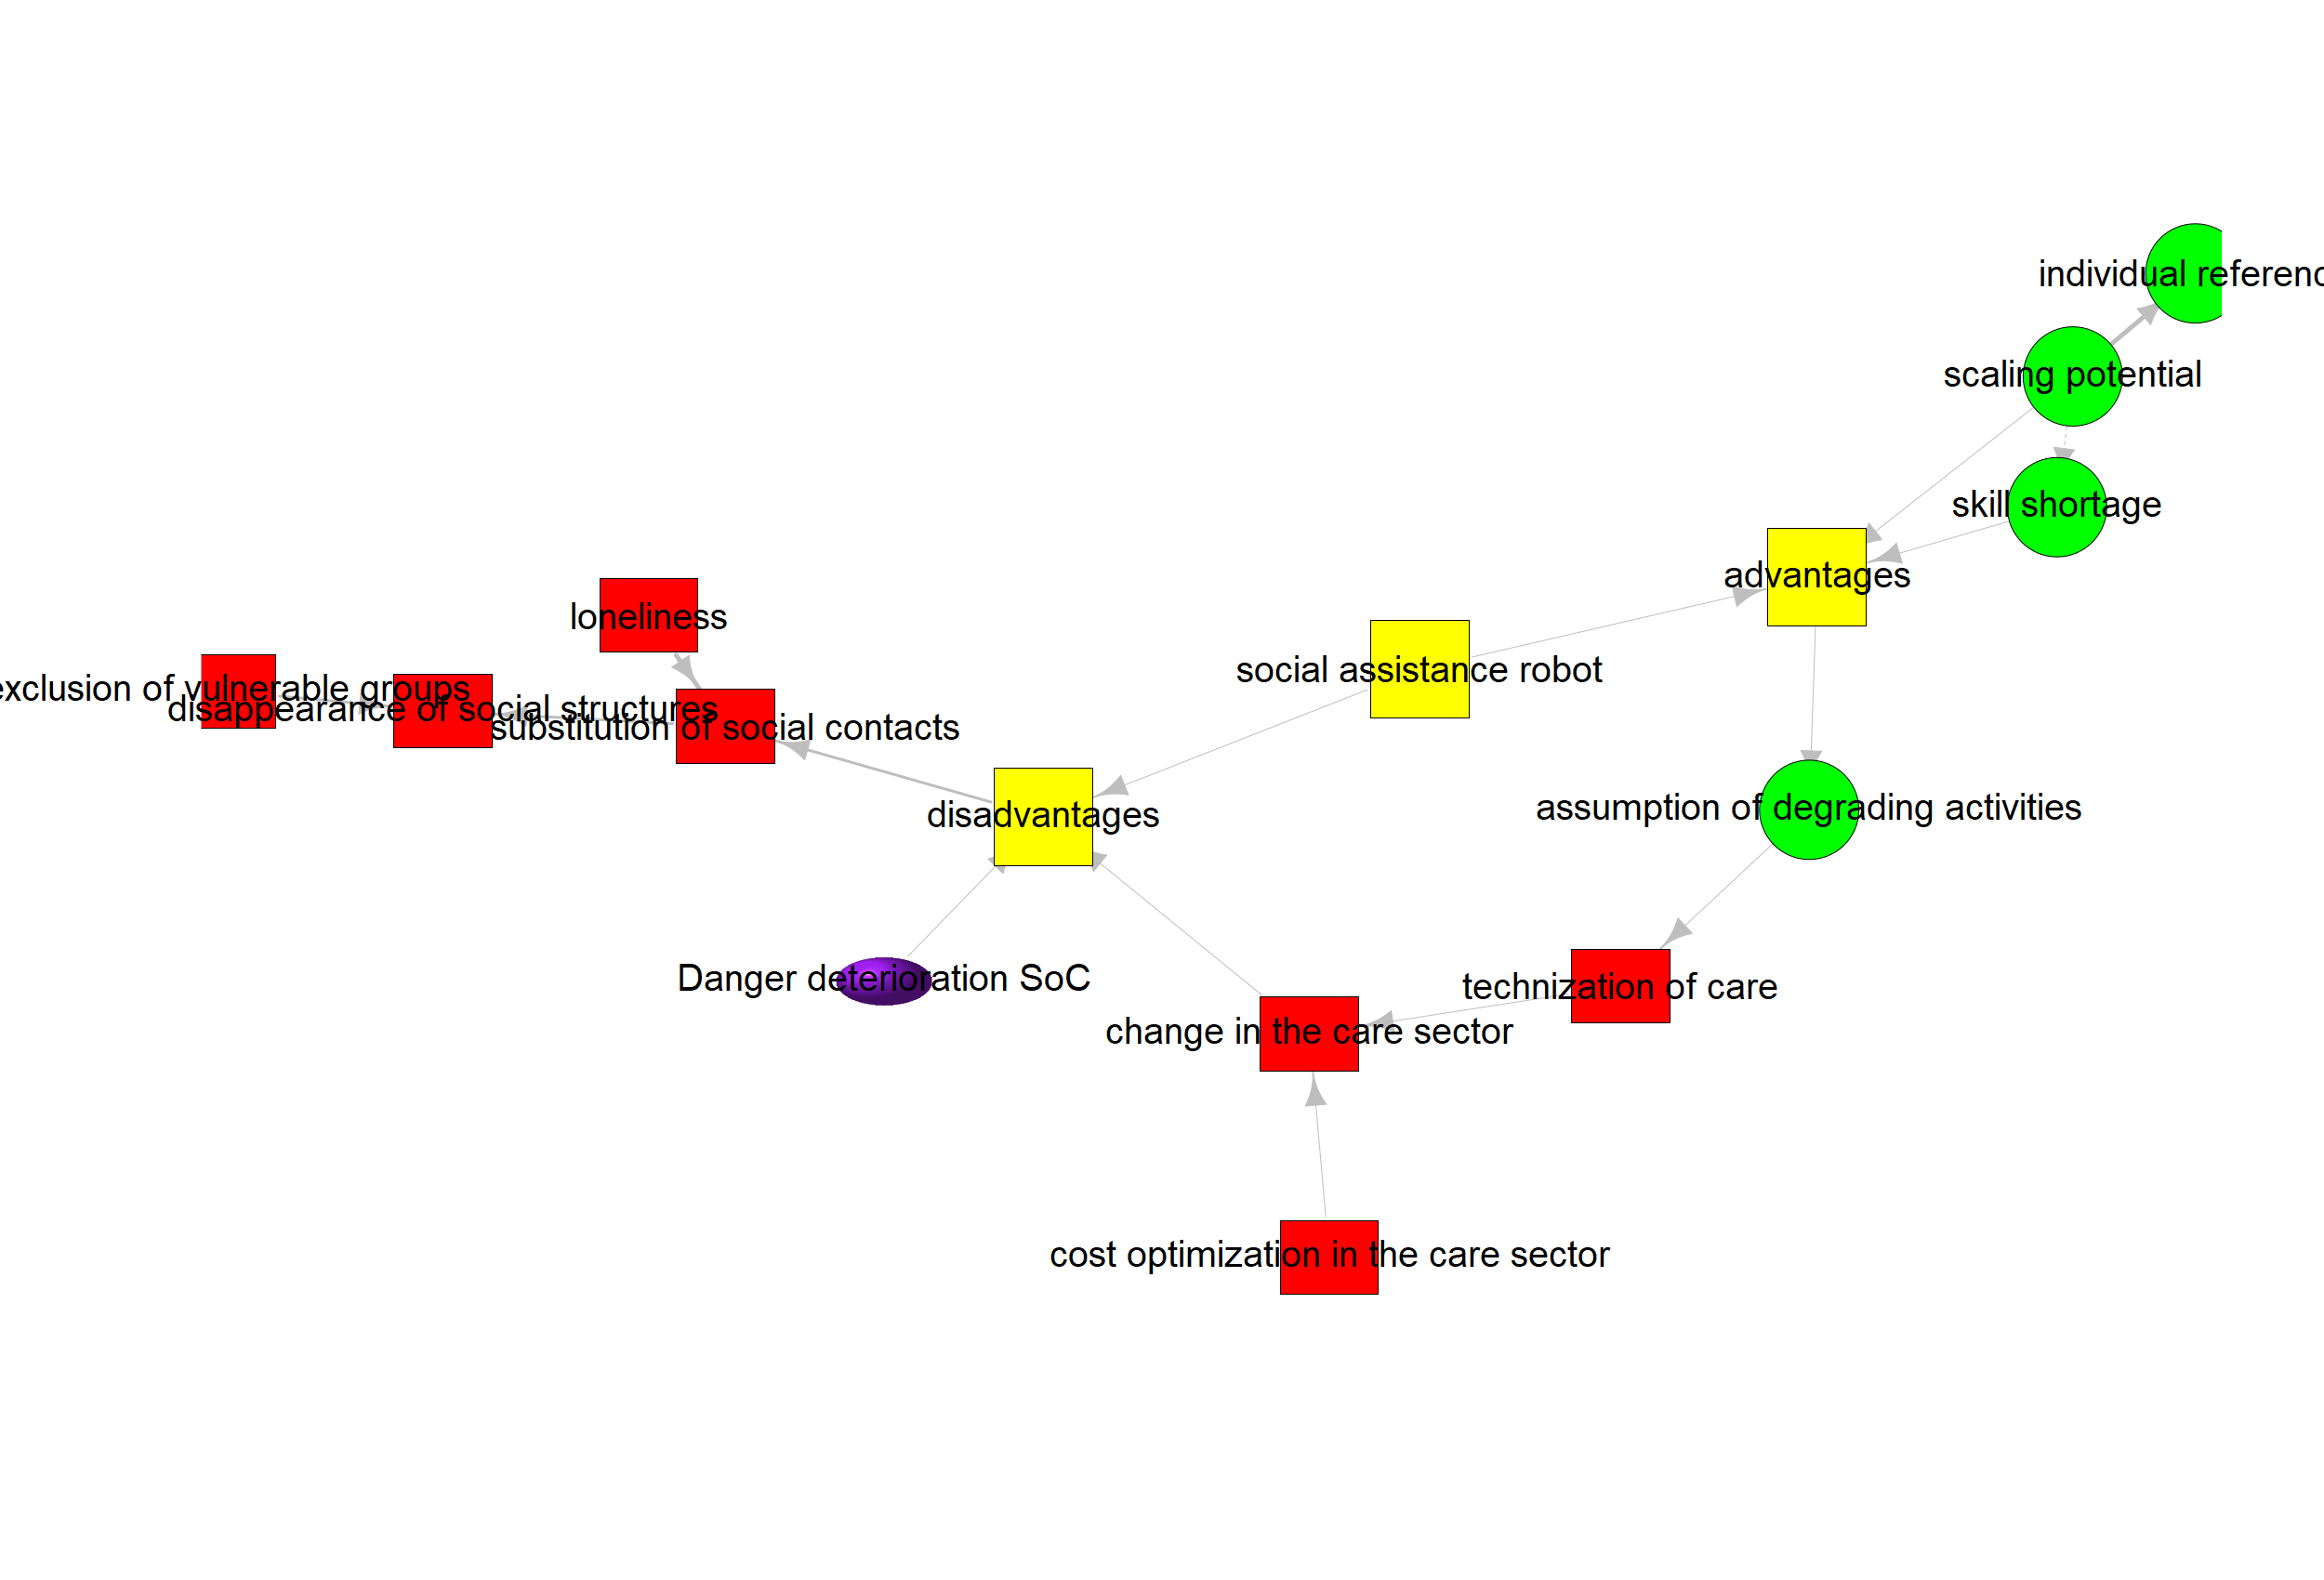 individual referenc
scaling potential
skill shortage
advantages
loneliness
social assistance robot
exclusion of vulnerable groups
disappearance of social structures
substitution of social contacts
disadvantages
assumption of degrading activities
Danger deterioration SoC
technization of care
change in the care sector
cost optimization in the care sector